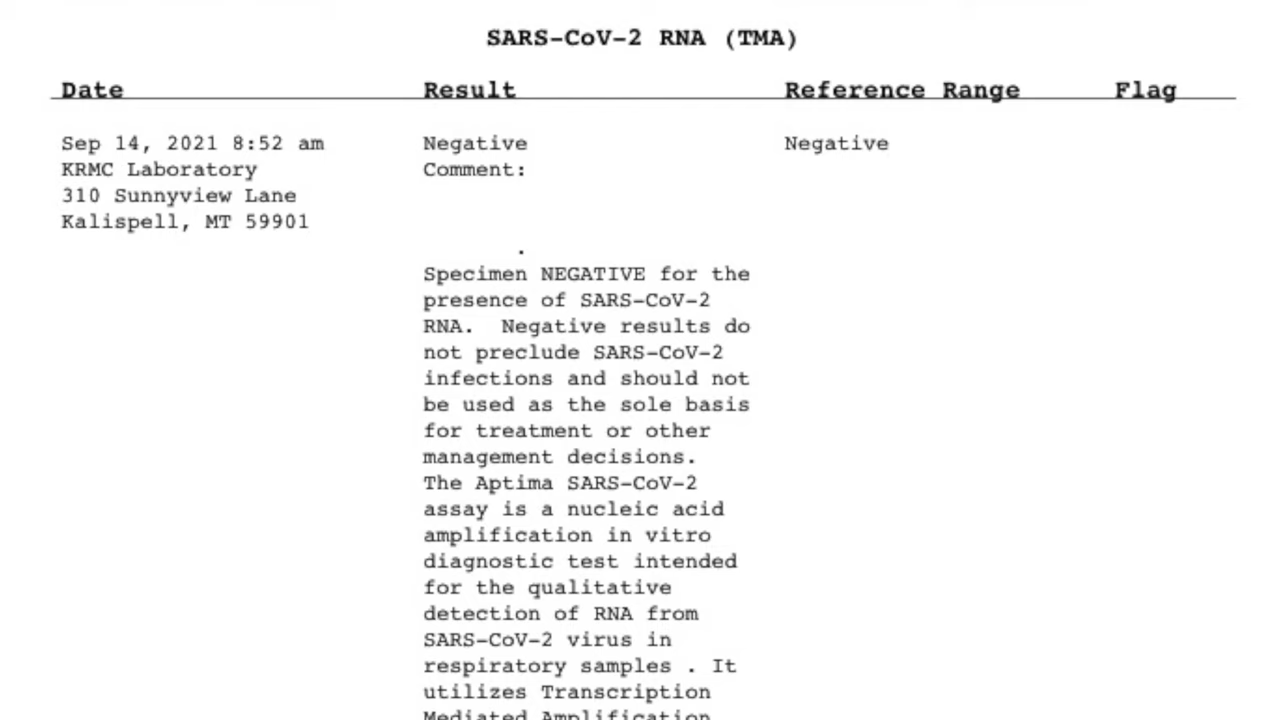 SARS-CoV-2 RNA (TMA)
Date Result Reference Range Flag
Sep 14, 2021 8:52 am Negative Negative
KRMC Laboratory Comment:
310 Sunnyview Lane
Kalispell, MT 59901
.
Specimen NEGATIVE for the
presence of SARS-CoV-2
RNA.  Negative results do
not preclude SARS-CoV-2
infections and should not
be used as the sole basis
for treatment or other
management decisions.
The Aptima SARS-CoV-2
assay is a nucleic acid
amplification in vitro
diagnostic test intended
for the qualitative
detection of RNA from
SARS-CoV-2 virus in
respiratory samples . It
utilizes Transcription
Mediated Amplification